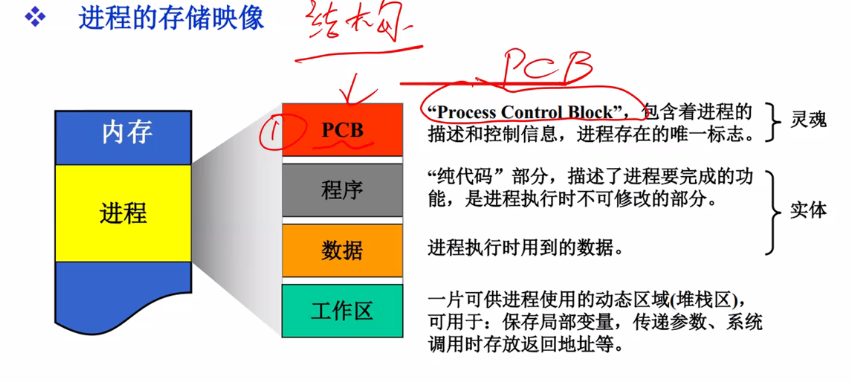 ❖ 进程的存储映像
结构
PCB
内存
进程
①
PCB
程序
数据
工作区
“Process Control Block”，包含着进程的
描述和控制信息，进程存在的唯一标志。
灵魂
“纯代码”部分，描述了进程要完成的功
能，是进程执行时不可修改的部分。
实体
进程执行时用到的数据。
一片可供进程使用的动态区域(堆栈区)，
可用于：保存局部变量，传递参数、系统
调用时存放返回地址等。